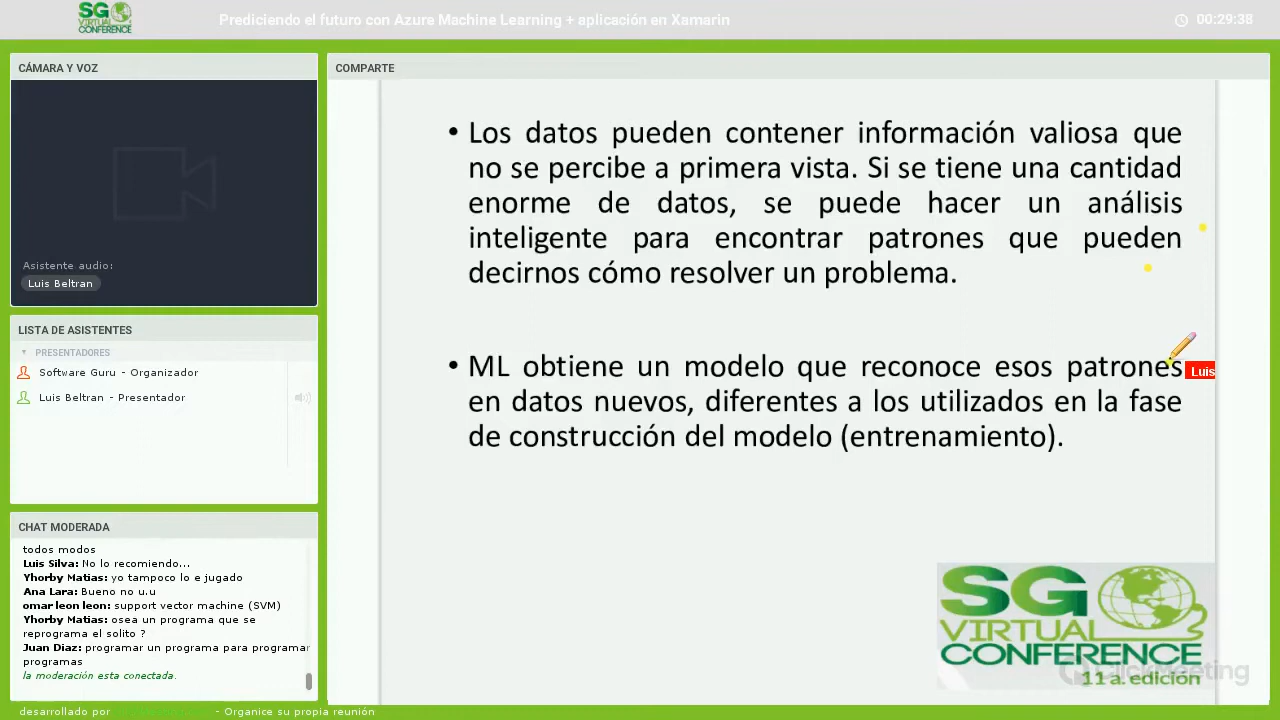 SG
VIRTUAL
CONFERENCE
Prediciendo el futuro con Azure Machine Learning + aplicación en Xamarin
00:29:38
CÁMARA Y VOZ
Asistente audio:
Luis Beltran
LISTA DE ASISTENTES
PRESENTADORES
Software Guru - Organizador
Luis Beltran - Presentador
CHAT MODERADA
todos modos
Luis Silva: No lo recomiendo...
Yhorby Matias: yo tampoco lo e jugado
Ana Lara: Bueno no u.u
omar leon leon: support vector machine (SVM)
Yhorby Matias: osea un programa que se
reprograma el solito ?
Juan Diaz: programar un programa para programar
programas
la moderación esta conectada.
desarrollado por
- Organice su propia reunión
COMPARTE
• Los datos pueden contener información valiosa que
no se percibe a primera vista. Si se tiene una cantidad
enorme de datos, se puede hacer un análisis
inteligente para encontrar patrones que pueden
decirnos cómo resolver un problema.
• ML obtiene un modelo que reconoce esos patrones
en datos nuevos, diferentes a los utilizados en la fase
de construcción del modelo (entrenamiento).
Luis
SG
VIRTUAL
CONFERENCE
11 a. edición
ClickMeeting